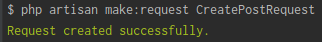 $ php artisan make:request CreatePostRequest
Request created successfully.